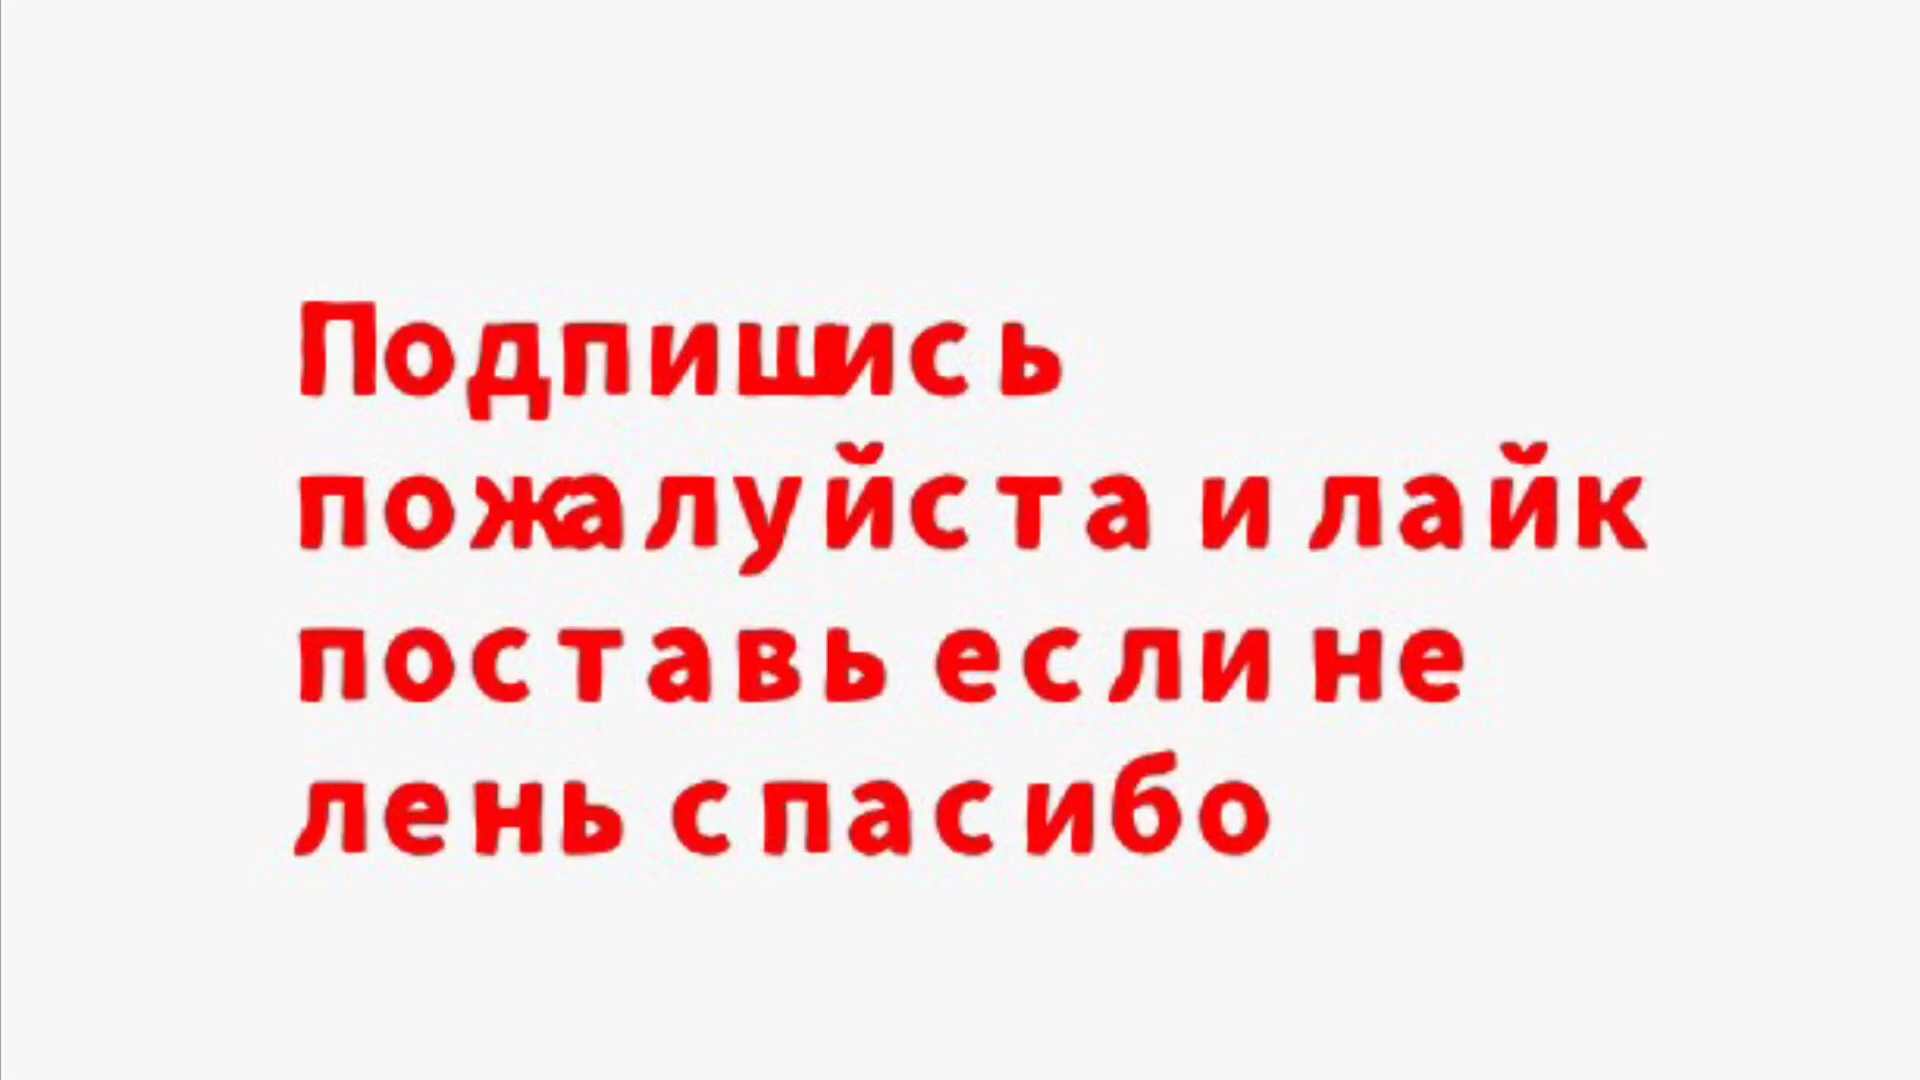 Подпишись
пожалуйста и лайк
поставь если не
лень спасибо